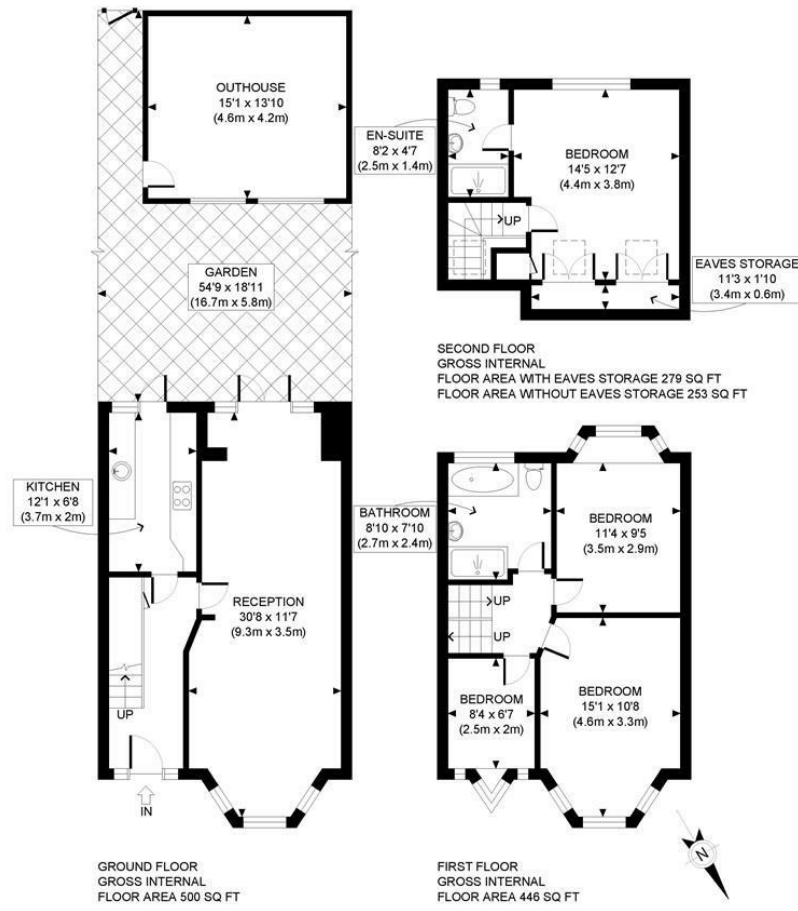 OUTHOUSE
15'1 x 13'10
(4.6m x 4.2m)
GARDEN
54'9 x 18'11
(16.7m x 5.8m)
KITCHEN
12'1 x 6'8
(3.7m x 2m)
RECEPTION
30'8 x 11'7
(9.3m x 3.5m)
UP
IN
GROUND FLOOR
GROSS INTERNAL
FLOOR AREA 500 SQ FT
EN-SUITE
8'2 x 4'7
(2.5m x 1.4m)
BEDROOM
14'5 x 12'7
(4.4m x 3.8m)
UP
EAVES STORAGE
11'3 x 1'10
(3.4m x 0.6m)
SECOND FLOOR
GROSS INTERNAL
FLOOR AREA WITH EAVES STORAGE 279 SQ FT
FLOOR AREA WITHOUT EAVES STORAGE 253 SQ FT
BATHROOM
8'10 x 7'10
(2.7m x 2.4m)
BEDROOM
11'4 x 9'5
(3.5m x 2.9m)
UP
UP
BEDROOM
8'4 x 6'7
(2.5m x 2m)
BEDROOM
15'1 x 10'8
(4.6m x 3.3m)
N
FIRST FLOOR
GROSS INTERNAL
FLOOR AREA 446 SQ FT